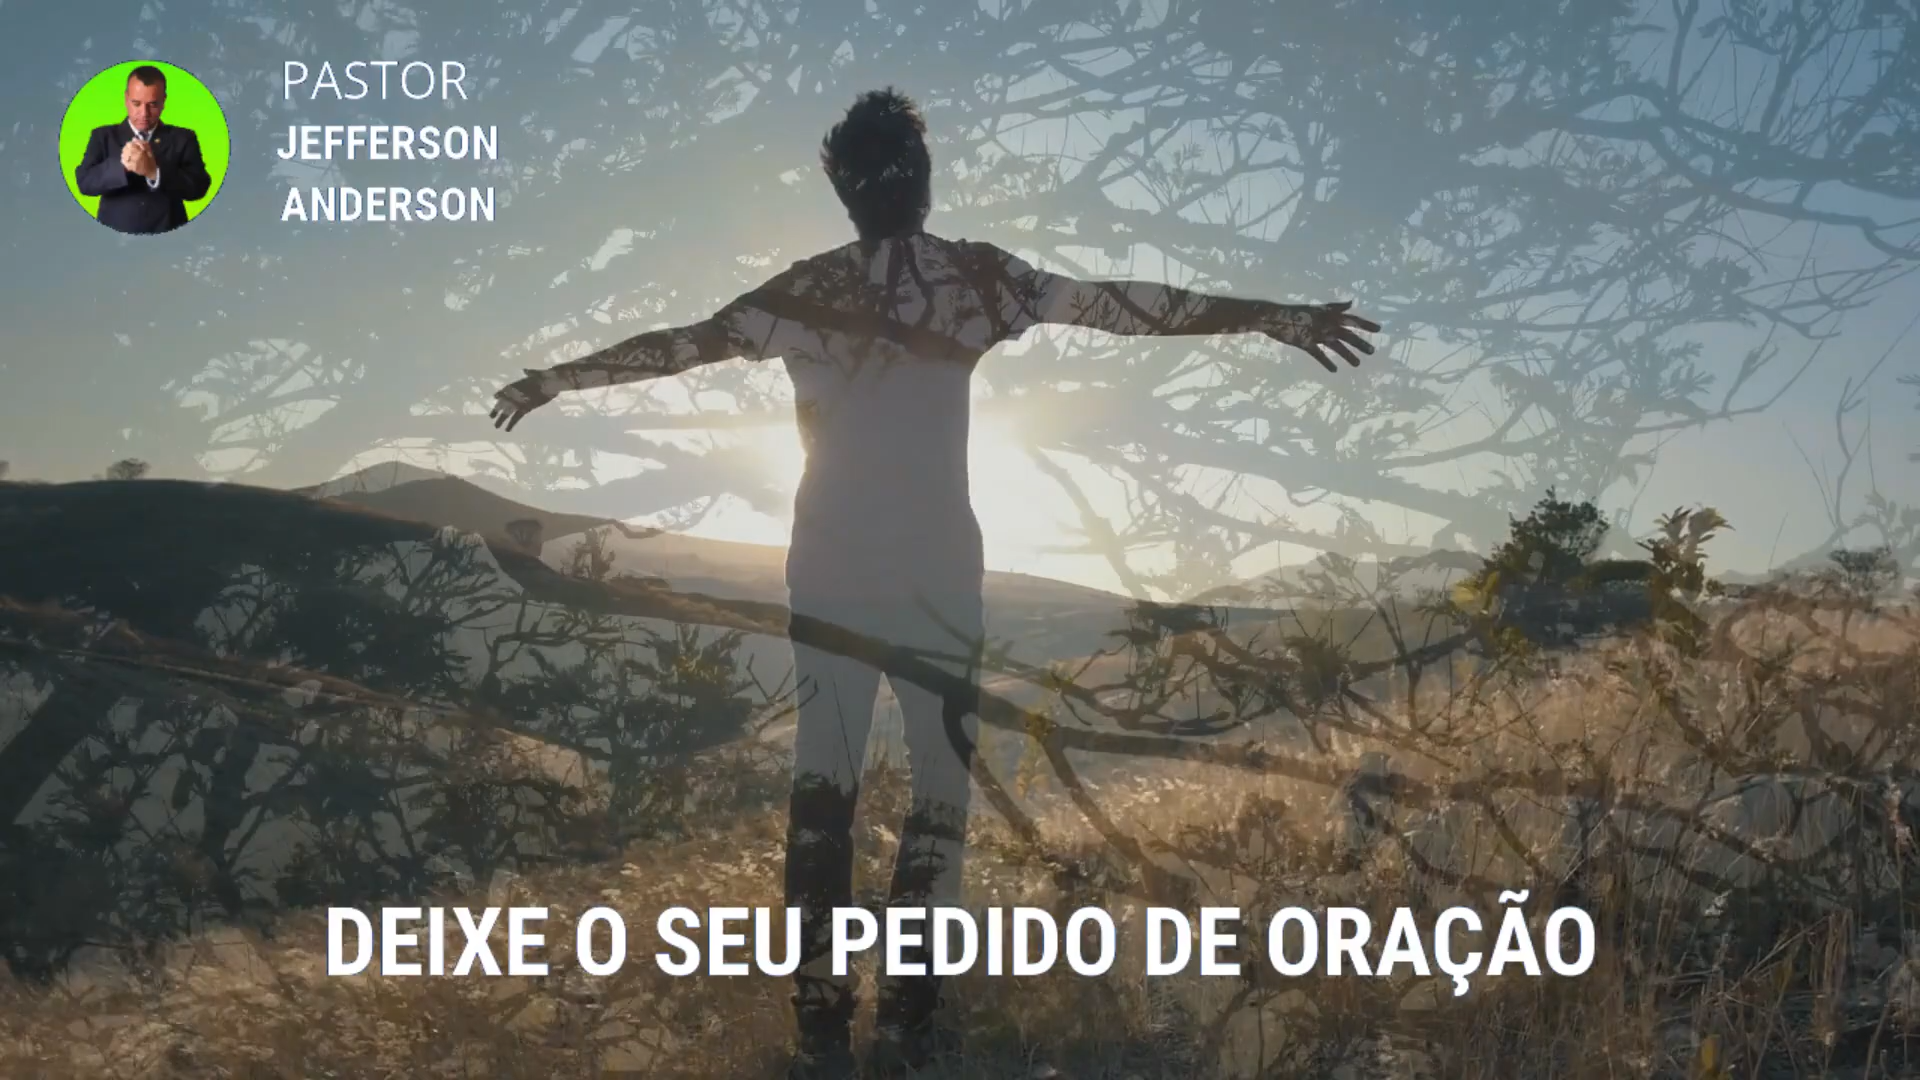 PASTOR
JEFFERSON
ANDERSON
DEIXE O SEU PEDIDO DE ORAÇÃO